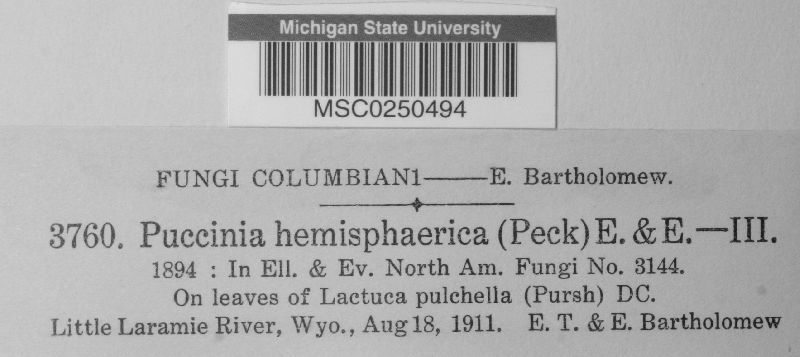 Michigan State University
MSC0250494
FUNGI COLUMBIAN1——E. Bartholomew.
3760. Puccinia hemisphaerica (Peck) E. & E.—III.
1894 : In Ell. & Ev. North Am. Fungi No. 3144.
On leaves of Lactuca pulchella (Pursh) DC.
Little Laramie River, Wyo., Aug 18, 1911. E. T. & E. Bartholomew